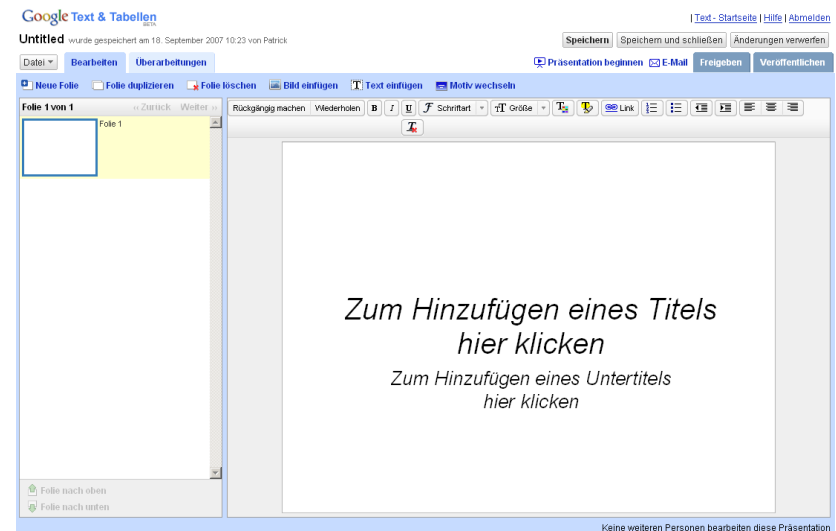 Google Text & Tabellen
BETA
Text - Startseite | Hilfe | Abmelden
Untitled wurde gespeichert am 18. September 2007 10:23 von Patrick
Speichern Speichern und schließen Änderungen verwerfen
Datei Bearbeiten Überarbeitungen
Präsentation beginnen E-Mail Freigeben Veröffentlichen
Neue Folie Folie duplizieren Folie löschen Bild einfügen Text einfügen Motiv wechseln
Folie 1 von 1 ‹‹ Zurück Weiter ››
Rückgängig machen Wiederholen B I U F Schriftart T Größe T T Link
T
Folie 1
Zum Hinzufügen eines Titels
hier klicken
Zum Hinzufügen eines Untertitels
hier klicken
Folie nach oben
Folie nach unten
Keine weiteren Personen bearbeiten diese Präsentation